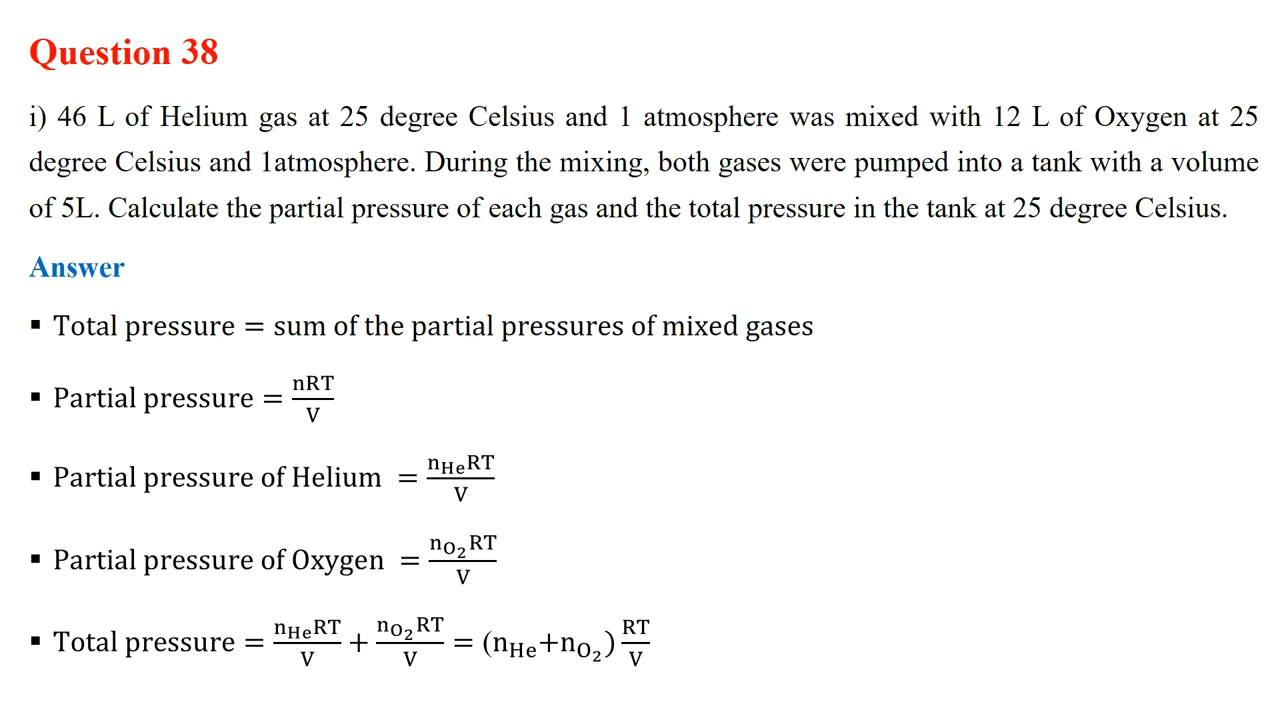 Question 38
i) 46 L of Helium gas at 25 degree Celsius and 1 atmosphere was mixed with 12 L of Oxygen at 25
degree Celsius and 1atmosphere. During the mixing, both gases were pumped into a tank with a volume
of 5L. Calculate the partial pressure of each gas and the total pressure in the tank at 25 degree Celsius.
Answer
▪ Total pressure = sum of the partial pressures of mixed gases
▪ Partial pressure = nRT/V
▪ Partial pressure of Helium = n_He RT/V
▪ Partial pressure of Oxygen = n_O₂ RT/V
▪ Total pressure = n_He RT/V + n_O₂ RT/V = (n_He+n_O₂) RT/V